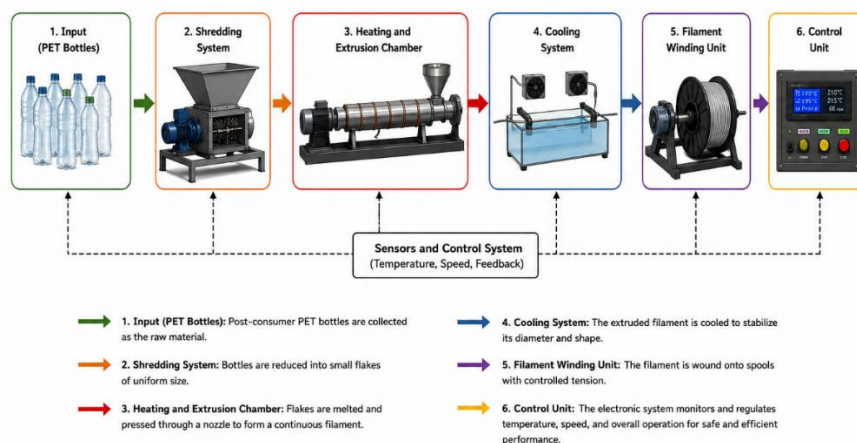 1. Input
(PET Bottles)
2. Shredding
System
3. Heating and
Extrusion Chamber
4. Cooling
System
5. Filament
Winding Unit
6. Control
Unit
210°C
215°C
Sensors and Control System
(Temperature, Speed, Feedback)
1. Input (PET Bottles): Post-consumer PET bottles are collected
as the raw material.
2. Shredding System: Bottles are reduced into small flakes
of uniform size.
3. Heating and Extrusion Chamber: Flakes are melted and
pressed through a nozzle to form a continuous filament.
4. Cooling System: The extruded filament is cooled to stabilize
its diameter and shape.
5. Filament Winding Unit: The filament is wound onto spools
with controlled tension.
6. Control Unit: The electronic system monitors and regulates
temperature, speed, and overall operation for safe and efficient
performance.